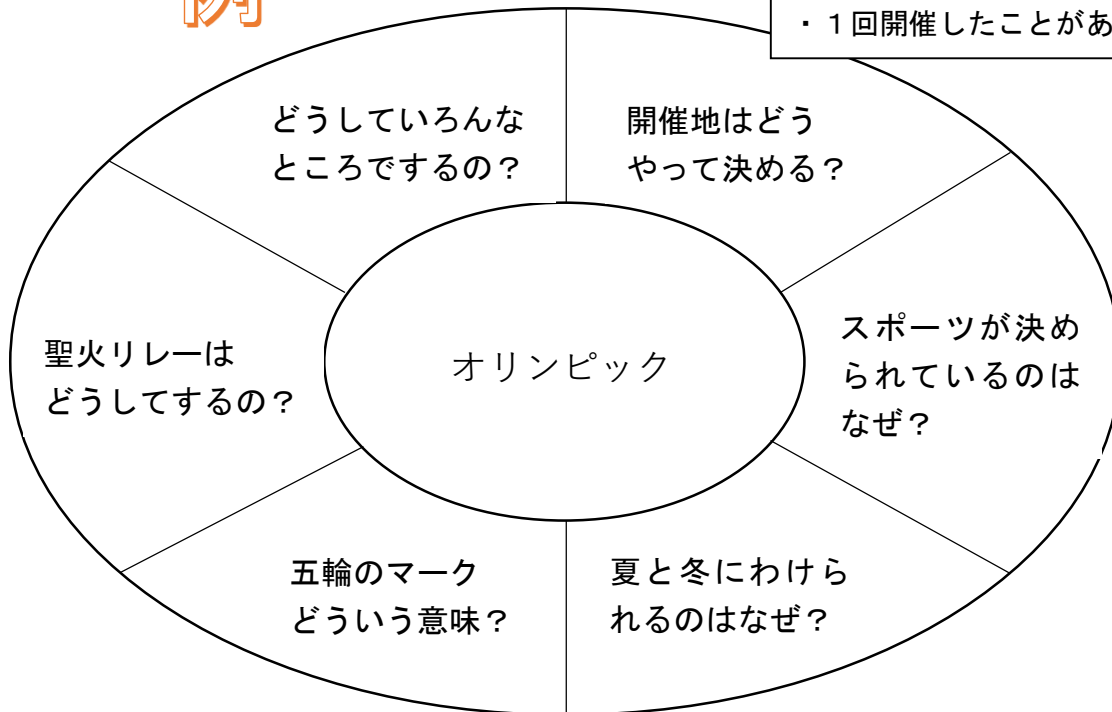 例
・１回開催したことがあ
どうしていろんな
ところでするの？
開催地はどう
やって決める？
聖火リレーは
どうしてするの？
オリンピック
スポーツが決め
られているのは
なぜ？
五輪のマーク
どういう意味？
夏と冬にわけら
れるのはなぜ？